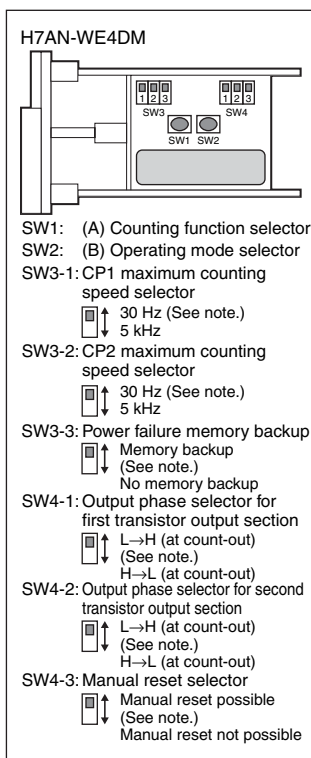 H7AN-WE4DM
1 2 3
1 2 3
SW3
SW4
SW1 SW2
SW1: (A) Counting function selector
SW2: (B) Operating mode selector
SW3-1: CP1 maximum counting
speed selector
30 Hz (See note.)
5 kHz
SW3-2: CP2 maximum counting
speed selector
30 Hz (See note.)
5 kHz
SW3-3: Power failure memory backup
Memory backup
(See note.)
No memory backup
SW4-1: Output phase selector for
first transistor output section
L→H (at count-out)
(See note.)
H→L (at count-out)
SW4-2: Output phase selector for second
transistor output section
L→H (at count-out)
(See note.)
H→L (at count-out)
SW4-3: Manual reset selector
Manual reset possible
(See note.)
Manual reset not possible